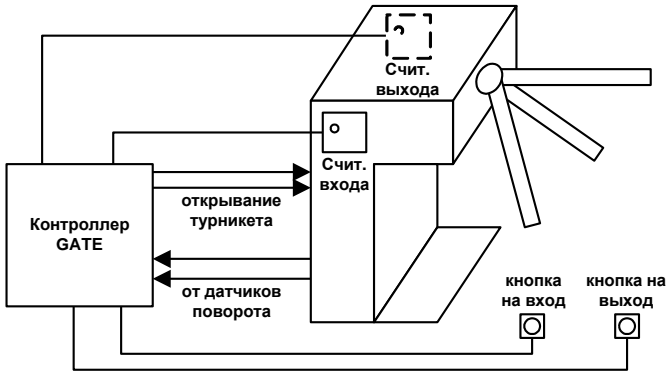 Счит.
выхода
Счит.
входа
открывание
турникета
Контроллер
GATE
от датчиков
поворота
кнопка
на вход
кнопка на
выход